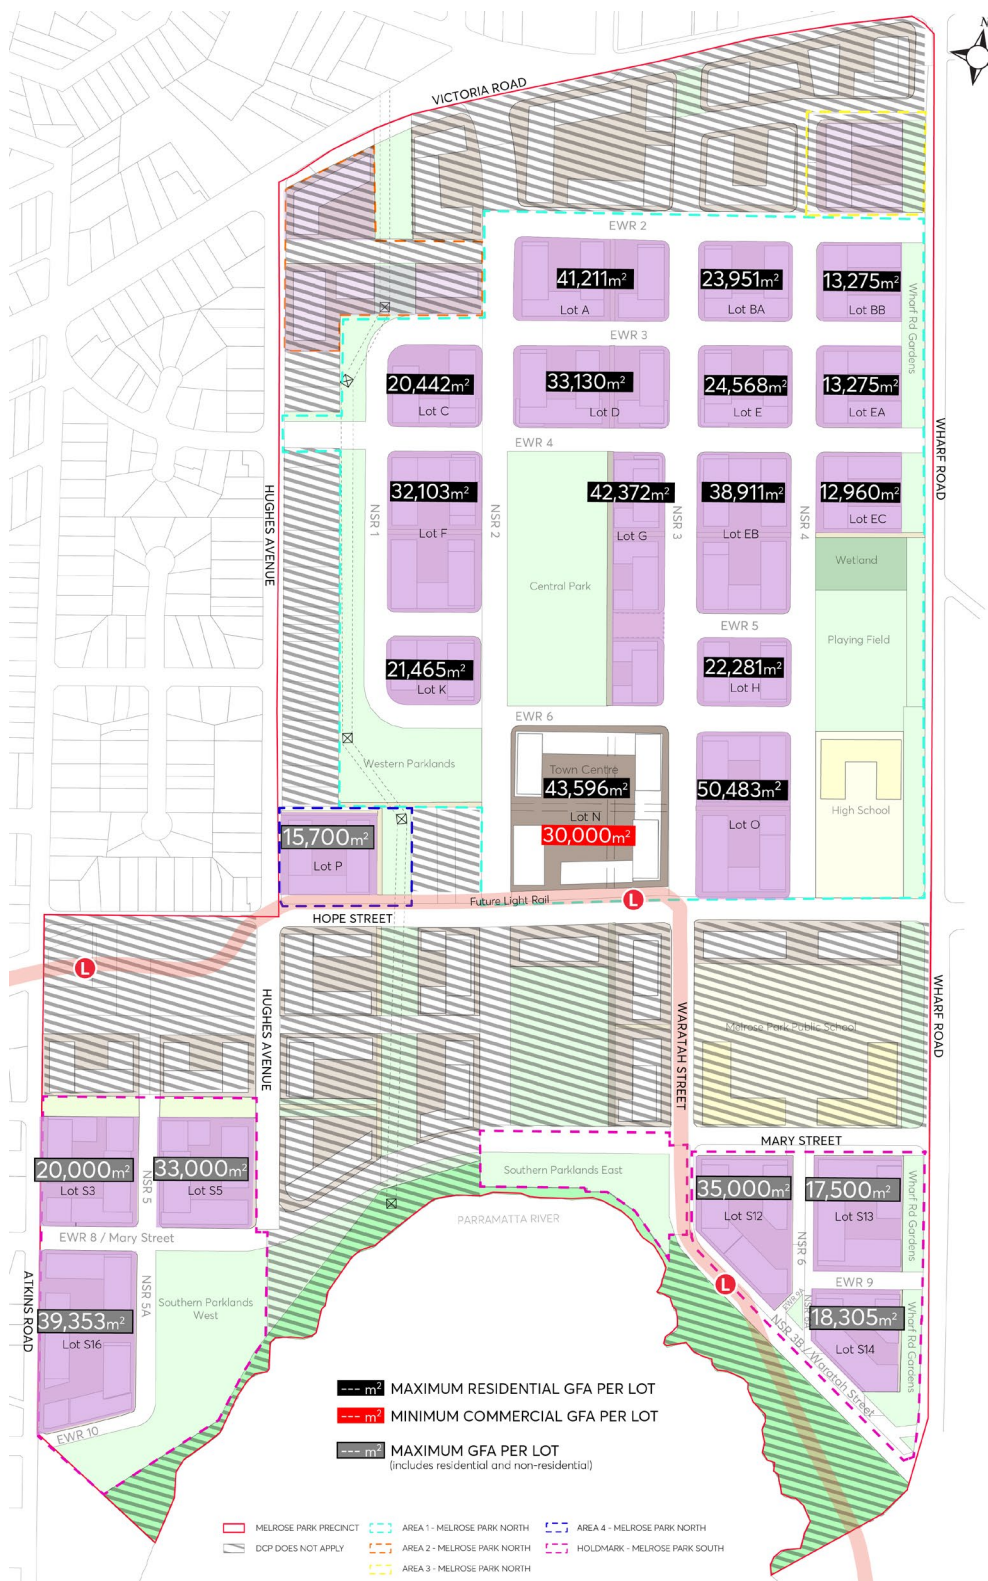 N
VICTORIA ROAD
EWR 2
41,211m²
Lot A
23,951m²
Lot BA
13,275m²
Lot BB
Wharf Rd Gardens
EWR 3
20,442m²
Lot C
33,130m²
Lot D
24,568m²
Lot E
13,275m²
Lot EA
EWR 4
WHARF ROAD
HUGHES AVENUE
32,103m²
Lot F
NSR 1
NSR 2
42,372m²
Lot G
NSR 3
38,911m²
Lot EB
NSR 4
12,960m²
Lot EC
Wetland
Central Park
EWR 5
Playing Field
21,465m²
Lot K
22,281m²
Lot H
EWR 6
Western Parklands
Town Centre
43,596m²
Lot N
30,000m²
50,483m²
Lot O
High School
15,700m²
Lot P
Future Light Rail
L
HOPE STREET
L
HUGHES AVENUE
WARATAH STREET
Melrose Park Public School
WHARF ROAD
MARY STREET
20,000m²
Lot S3
NSR 5
33,000m²
Lot S5
Southern Parklands East
35,000m²
Lot S12
17,500m²
Lot S13
Wharf Rd Gardens
PARRAMATTA RIVER
EWR 8 / Mary Street
NSR 6
ATKINS ROAD
NSR 5A
Southern Parklands
West
L
EWR 9
EWR 9A
39,353m²
Lot S16
18,305m²
Lot S14
Wharf Rd Gardens
NSR 3B / Waratah Street
EWR 10
--- m² MAXIMUM RESIDENTIAL GFA PER LOT
--- m² MINIMUM COMMERCIAL GFA PER LOT
--- m² MAXIMUM GFA PER LOT
(includes residential and non-residential)
MELROSE PARK PRECINCT
AREA 1 - MELROSE PARK NORTH
AREA 4 - MELROSE PARK NORTH
DCP DOES NOT APPLY
AREA 2 - MELROSE PARK NORTH
HOLDMARK - MELROSE PARK SOUTH
AREA 3 - MELROSE PARK NORTH